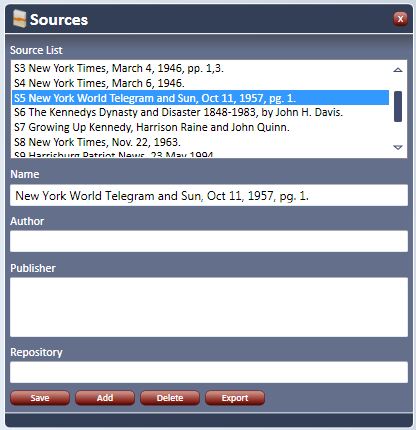 Sources
x
Source List
S3 New York Times, March 4, 1946, pp. 1,3.
S4 New York Times, March 6, 1946.
S5 New York World Telegram and Sun, Oct 11, 1957, pg. 1.
S6 The Kennedys Dynasty and Disaster 1848-1983, by John H. Davis.
S7 Growing Up Kennedy, Harrison Raine and John Quinn.
S8 New York Times, Nov. 22, 1963.
S9 Harrisburg Patriot News, 23 May 1994
Name
New York World Telegram and Sun, Oct 11, 1957, pg. 1.
Author
Publisher
Repository
Save Add Delete Export